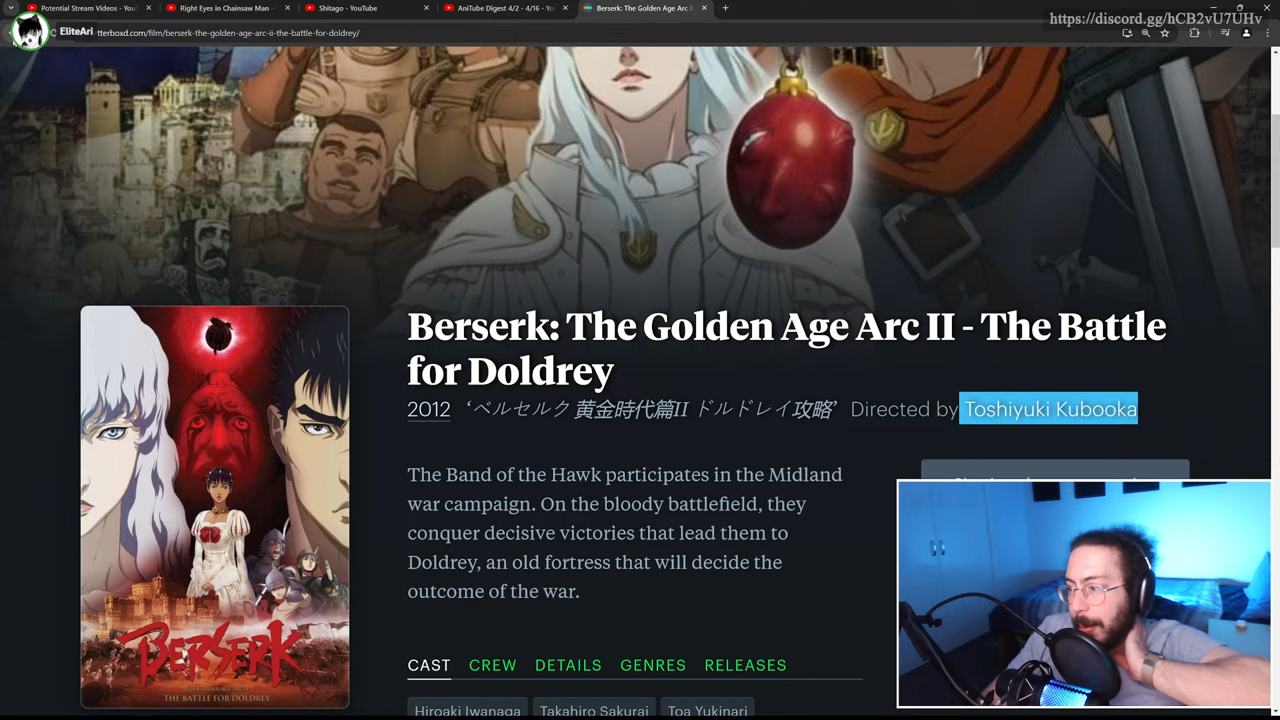 Potential Stream Videos - You
Right Eyes in Chainsaw Man -
Shitago - YouTube
AniTube Digest 4/2 - 4/16 - Yo
Berserk: The Golden Age Arc II
https://discord.gg/hCB2vU7UHv
EliteAri
tterboxd.com/film/berserk-the-golden-age-arc-ii-the-battle-for-doldrey/
Berserk: The Golden Age Arc II - The Battle
for Doldrey
2012 ‘ベルセルク 黄金時代篇II ドルドレイ攻略’ Directed by Toshiyuki Kubooka
The Band of the Hawk participates in the Midland
war campaign. On the bloody battlefield, they
conquer decisive victories that lead them to
Doldrey, an old fortress that will decide the
outcome of the war.
BERSERK
THE BATTLE FOR DOLDREY
CAST CREW DETAILS GENRES RELEASES
Hiroaki Iwanaga Takahiro Sakurai Toa Yukinari